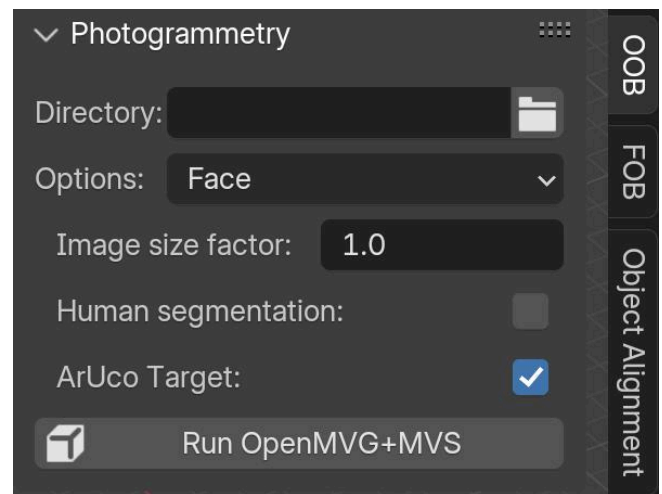 Photogrammetry
Directory:
Options: Face
Image size factor: 1.0
Human segmentation:
ArUco Target:
Run OpenMVG+MVS
OOB
FOB
Object Alignment